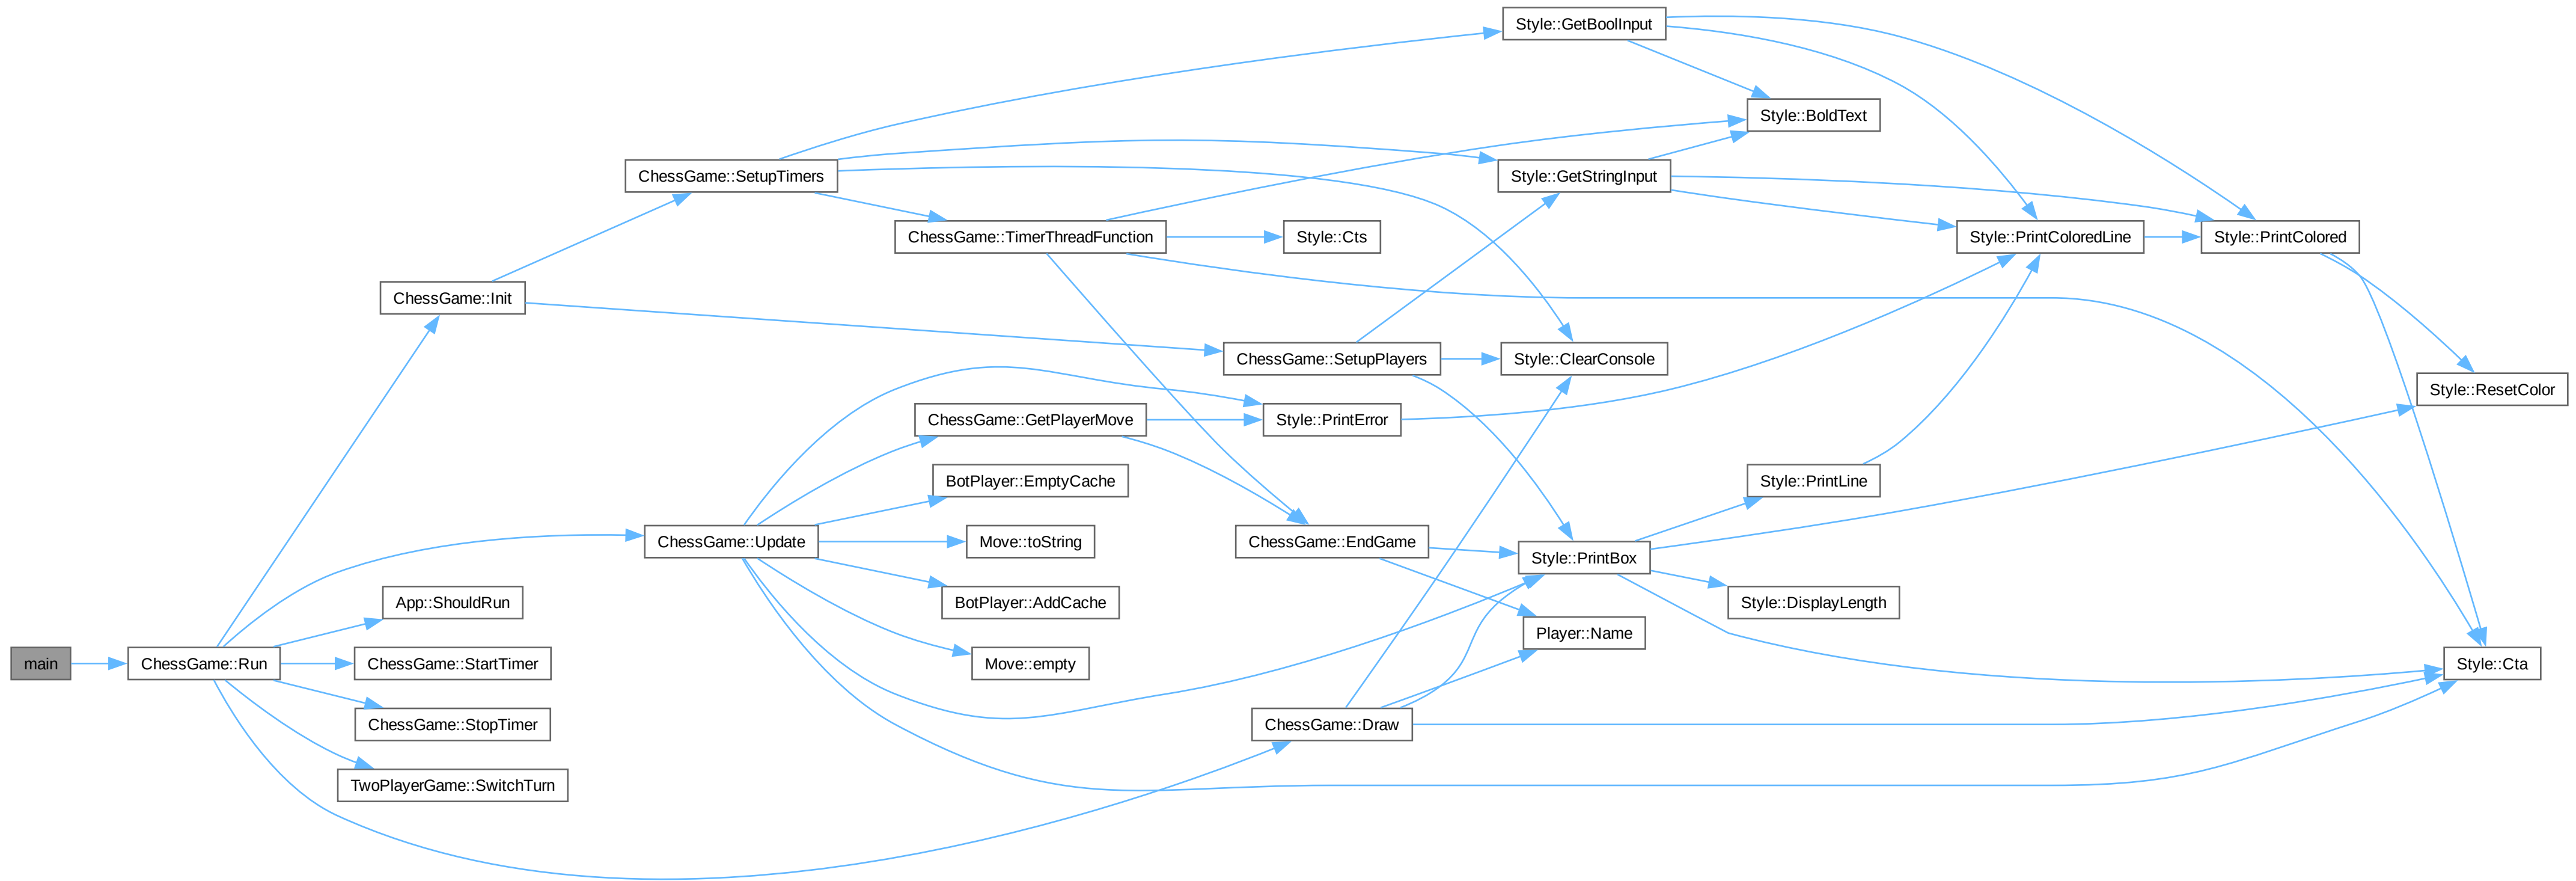 main
ChessGame::Run
ChessGame::Init
App::ShouldRun
ChessGame::StartTimer
ChessGame::StopTimer
TwoPlayerGame::SwitchTurn
ChessGame::SetupTimers
ChessGame::Update
ChessGame::TimerThreadFunction
ChessGame::GetPlayerMove
BotPlayer::EmptyCache
Move::toString
BotPlayer::AddCache
Move::empty
Style::Cts
ChessGame::SetupPlayers
Style::PrintError
ChessGame::EndGame
ChessGame::Draw
Style::GetBoolInput
Style::GetStringInput
Style::ClearConsole
Style::PrintBox
Player::Name
Style::BoldText
Style::PrintLine
Style::DisplayLength
Style::PrintColoredLine
Style::PrintColored
Style::ResetColor
Style::Cta